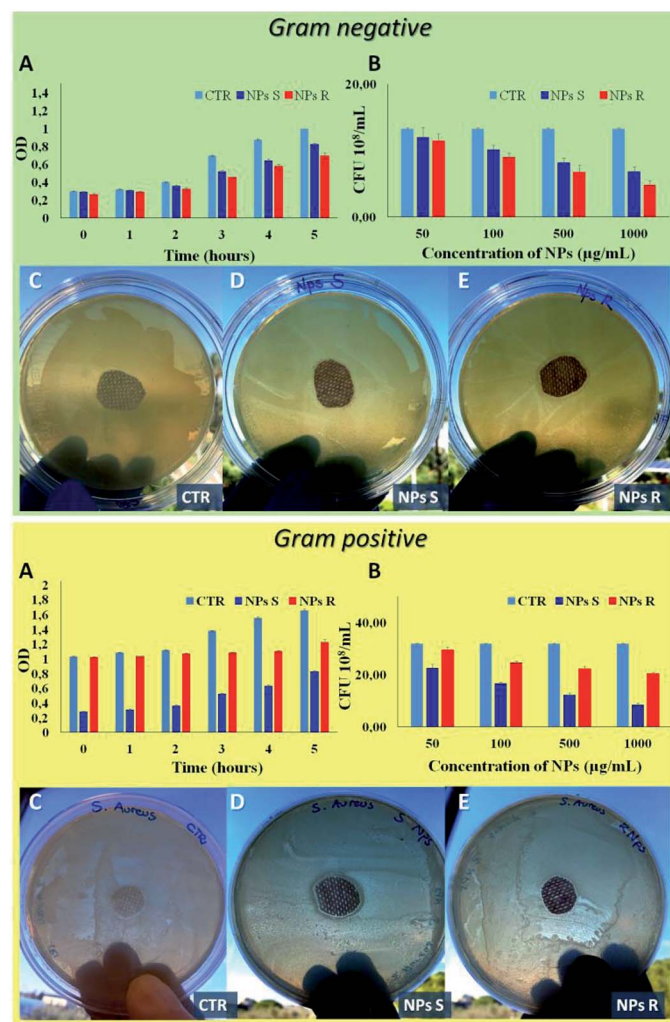 Gram negative
A
B
1,4
1,2
1
0,8
0,6
0,4
0,2
0
OD
CTR NPs S NPs R
0 1 2 3 4 5
Time (hours)
20,00
0,00
CFU 10⁸/mL
CTR NPs S NPs R
50 100 500 1000
Concentration of NPs (µg/mL)
C
D
E
Nps S
Nps R
CTR
NPs S
NPs R
Gram positive
A
B
2
1,8
1,6
1,4
1,2
1
0,8
0,6
0,4
0,2
0
OD
CTR NPs S NPs R
0 1 2 3 4 5
Time (hours)
40,00
20,00
0,00
CFU 10⁸/mL
CTR NPs S NPs R
50 100 500 1000
Concentration of NPs (µg/mL)
C
D
E
S. Aureus
CTR
S. Aureus
S NPs
S. Aureus
R NPs
CTR
NPs S
NPs R